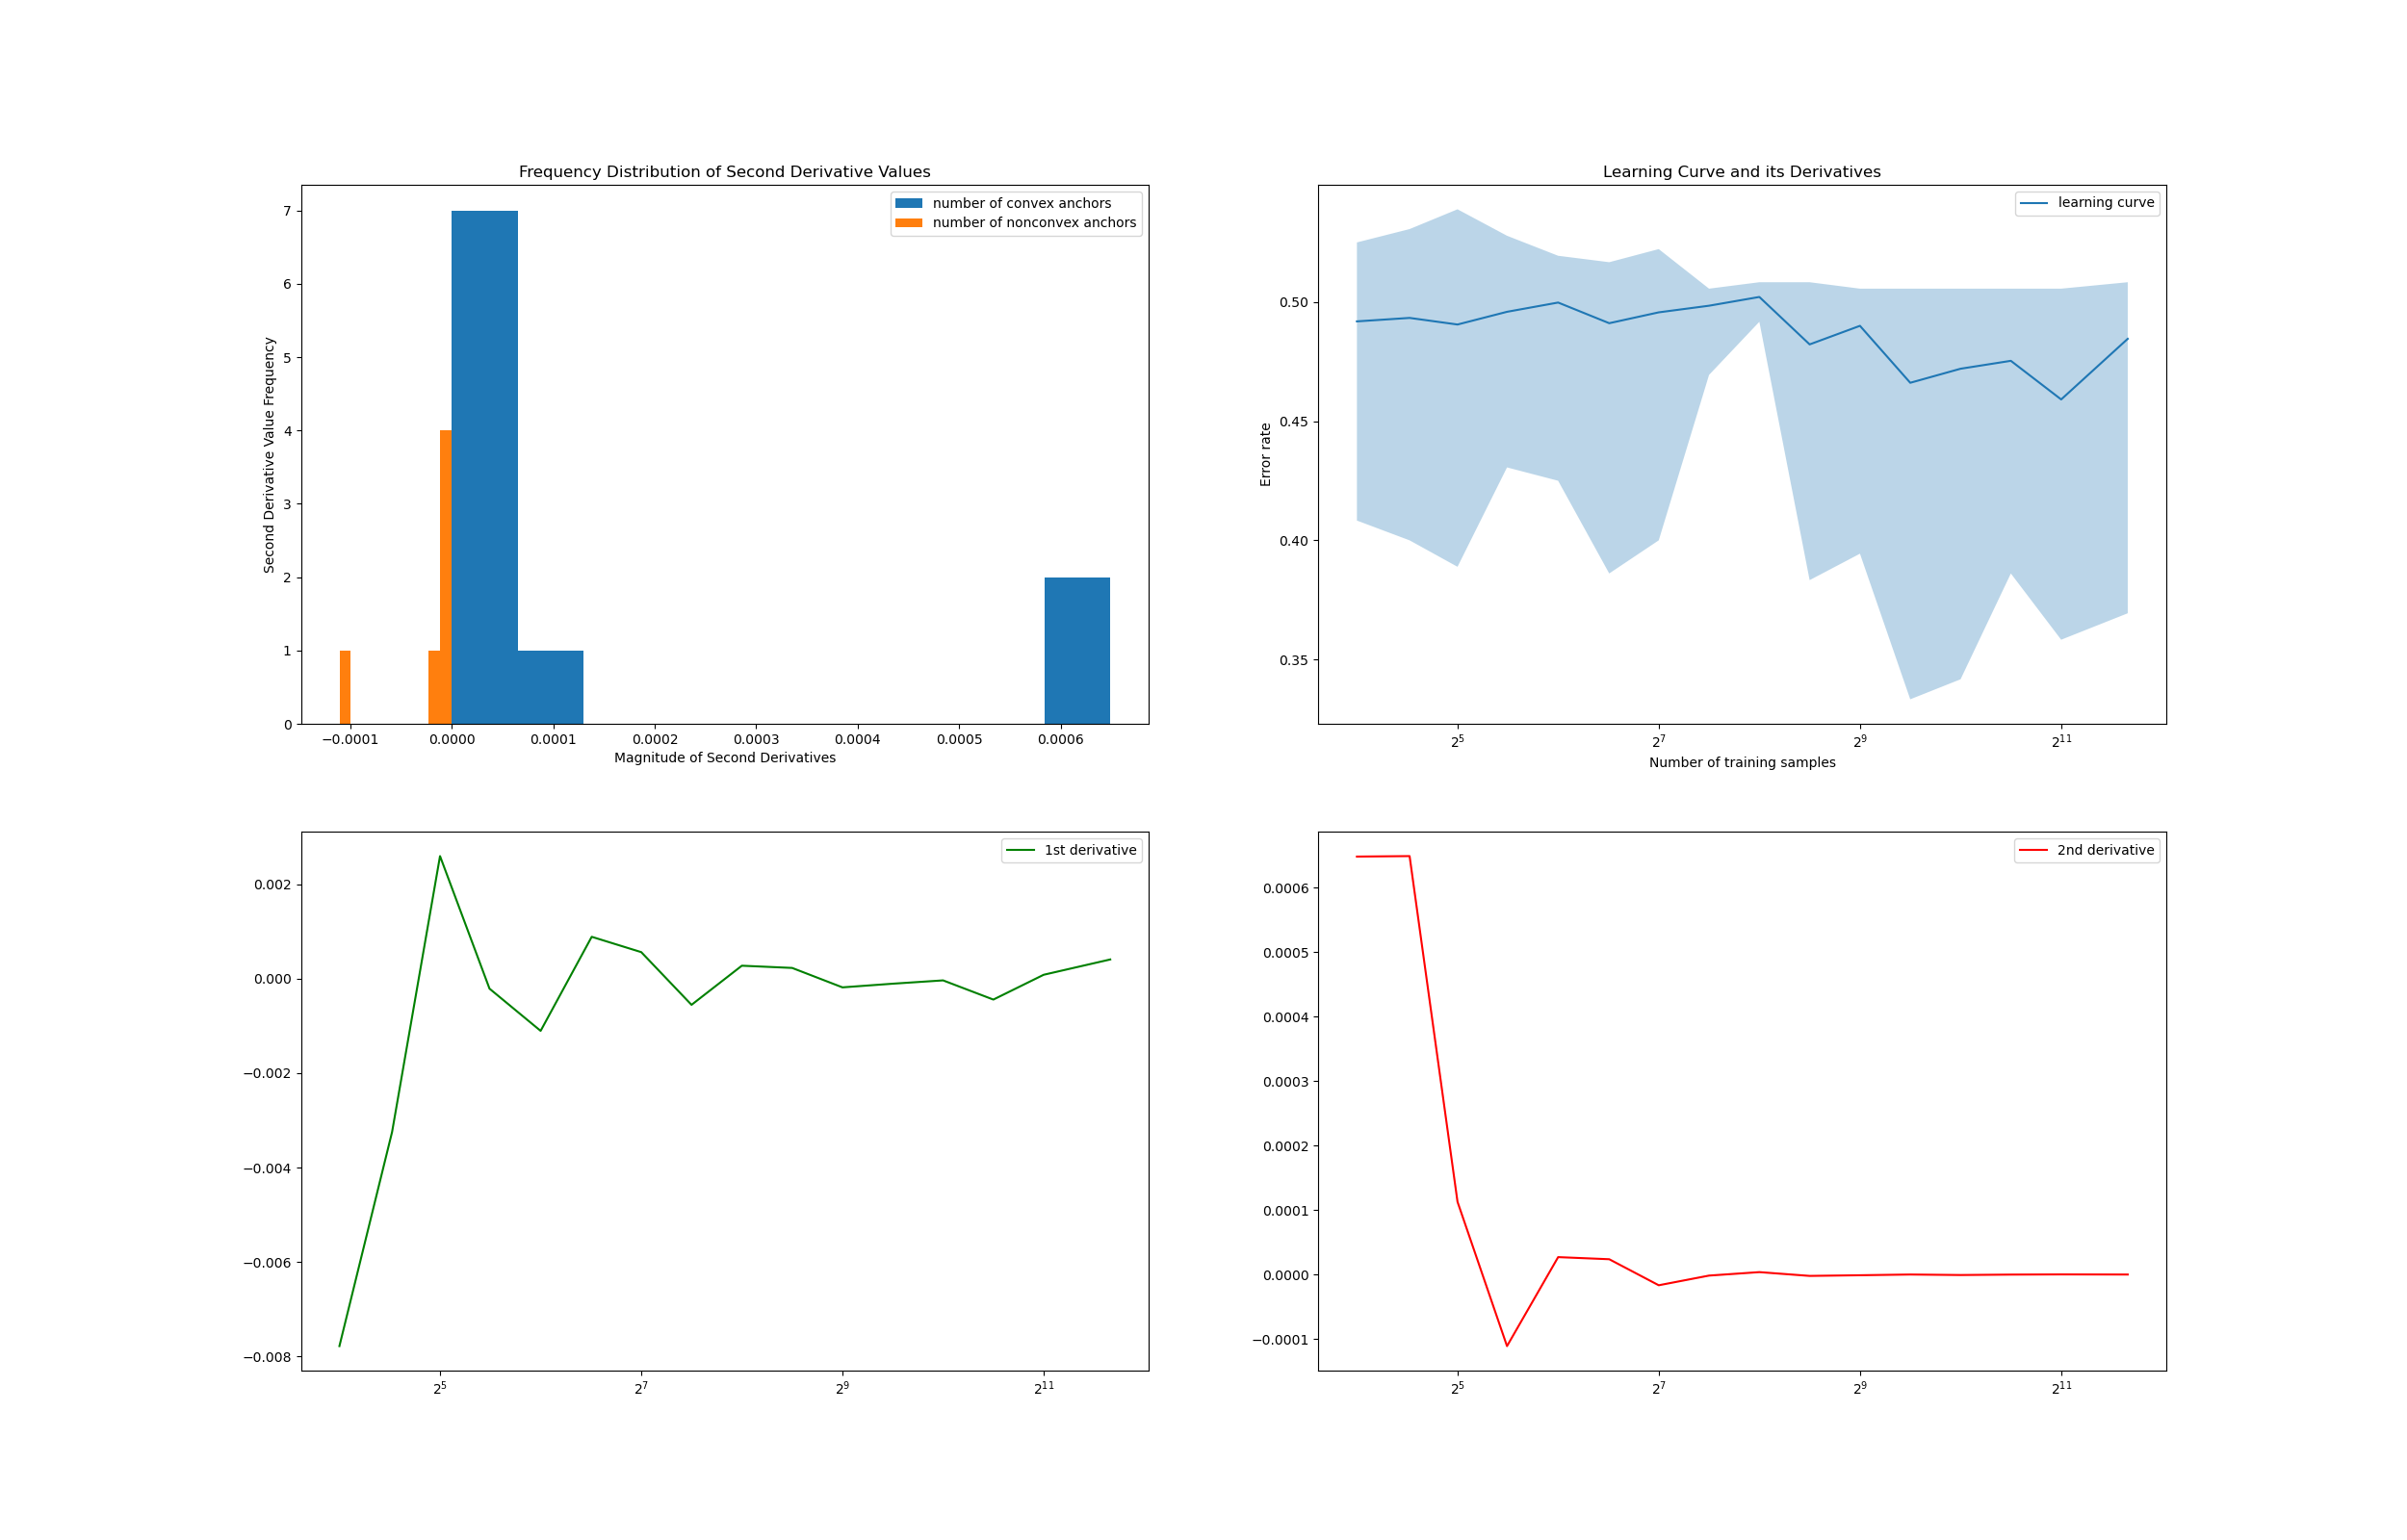 Frequency Distribution of Second Derivative Values
number of convex anchors
number of nonconvex anchors
Second Derivative Value Frequency
7
6
5
4
3
2
1
0
−0.0001 0.0000 0.0001 0.0002 0.0003 0.0004 0.0005 0.0006
Magnitude of Second Derivatives
Learning Curve and its Derivatives
learning curve
Error rate
0.50
0.45
0.40
0.35
2^5 2^7 2^9 2^11
Number of training samples
1st derivative
0.002
0.000
−0.002
−0.004
−0.006
−0.008
2^5 2^7 2^9 2^11
2nd derivative
0.0006
0.0005
0.0004
0.0003
0.0002
0.0001
0.0000
−0.0001
2^5 2^7 2^9 2^11